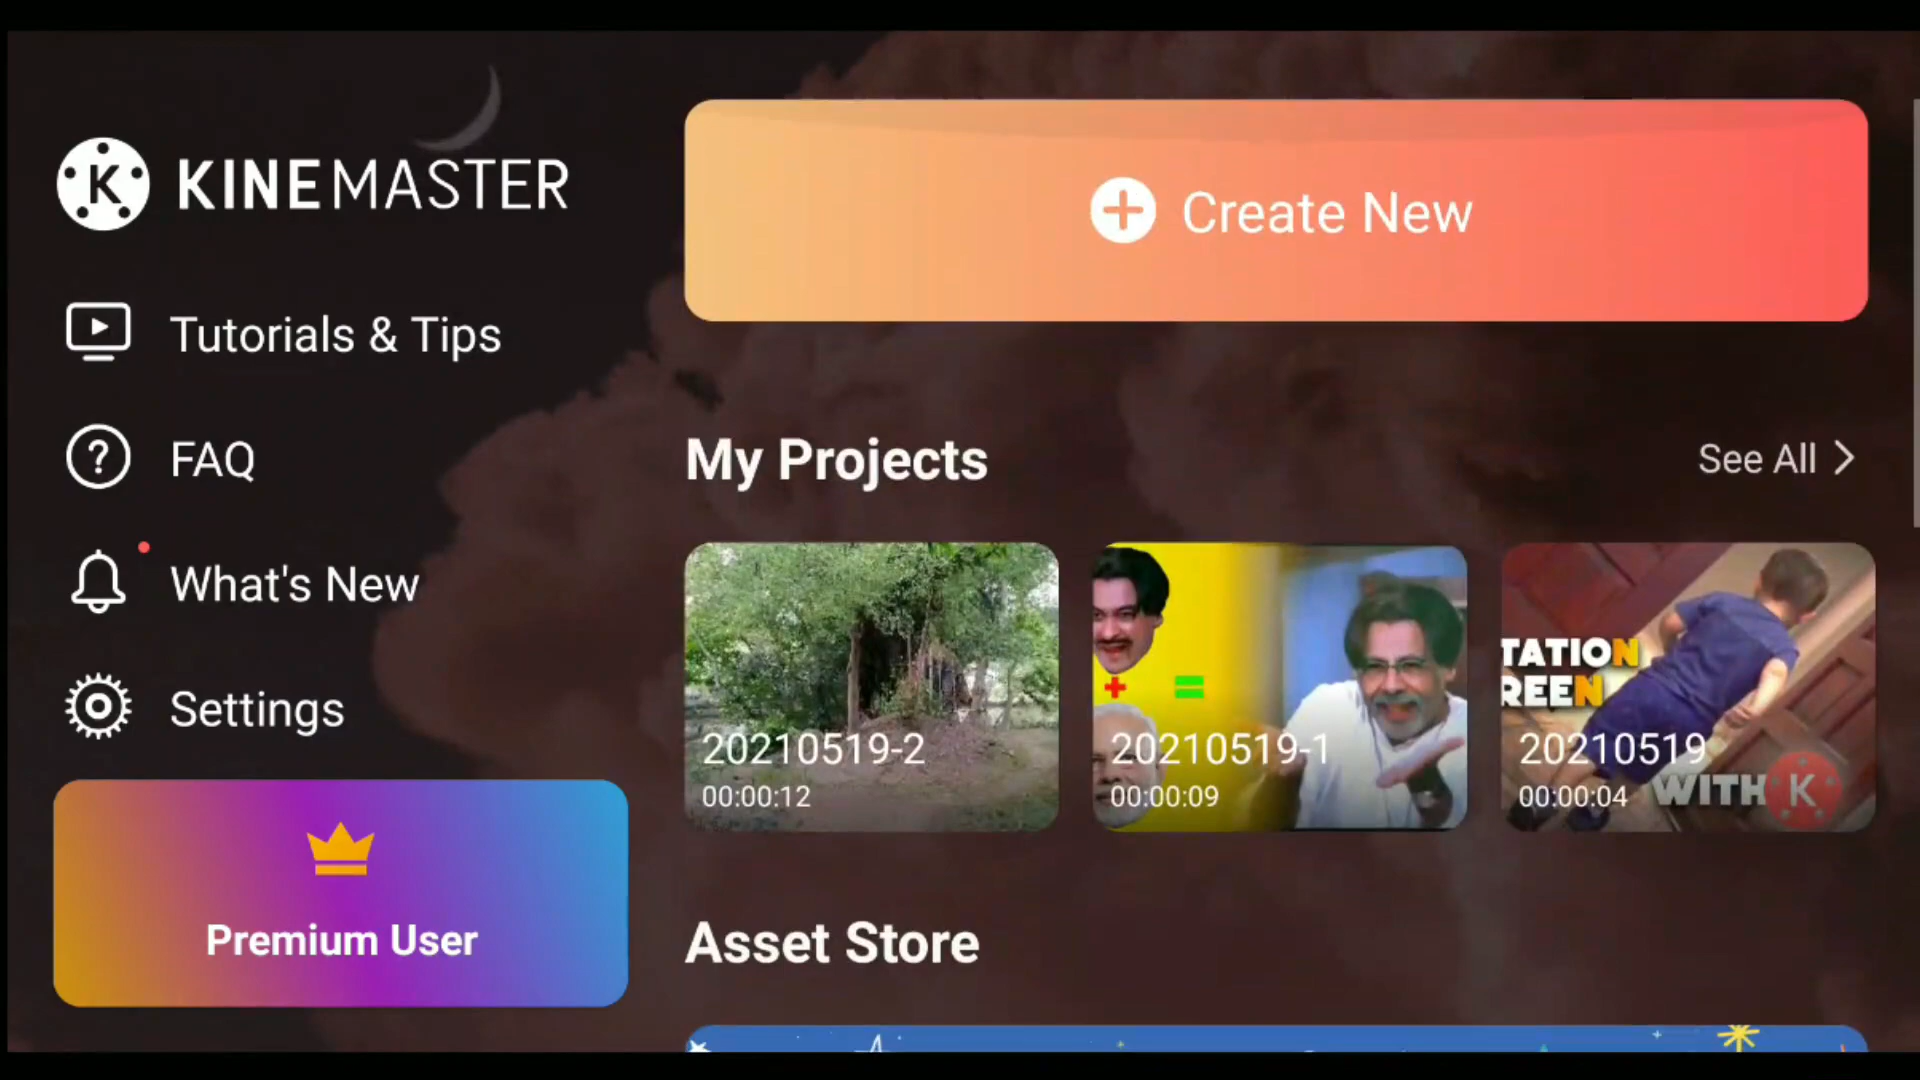 K KINEMASTER
Tutorials & Tips
FAQ
What's New
Settings
Premium User
Create New
My Projects
See All
20210519-2
00:00:12
20210519-1
00:00:09
TATION
REEN
20210519
00:00:04
WITH K
Asset Store